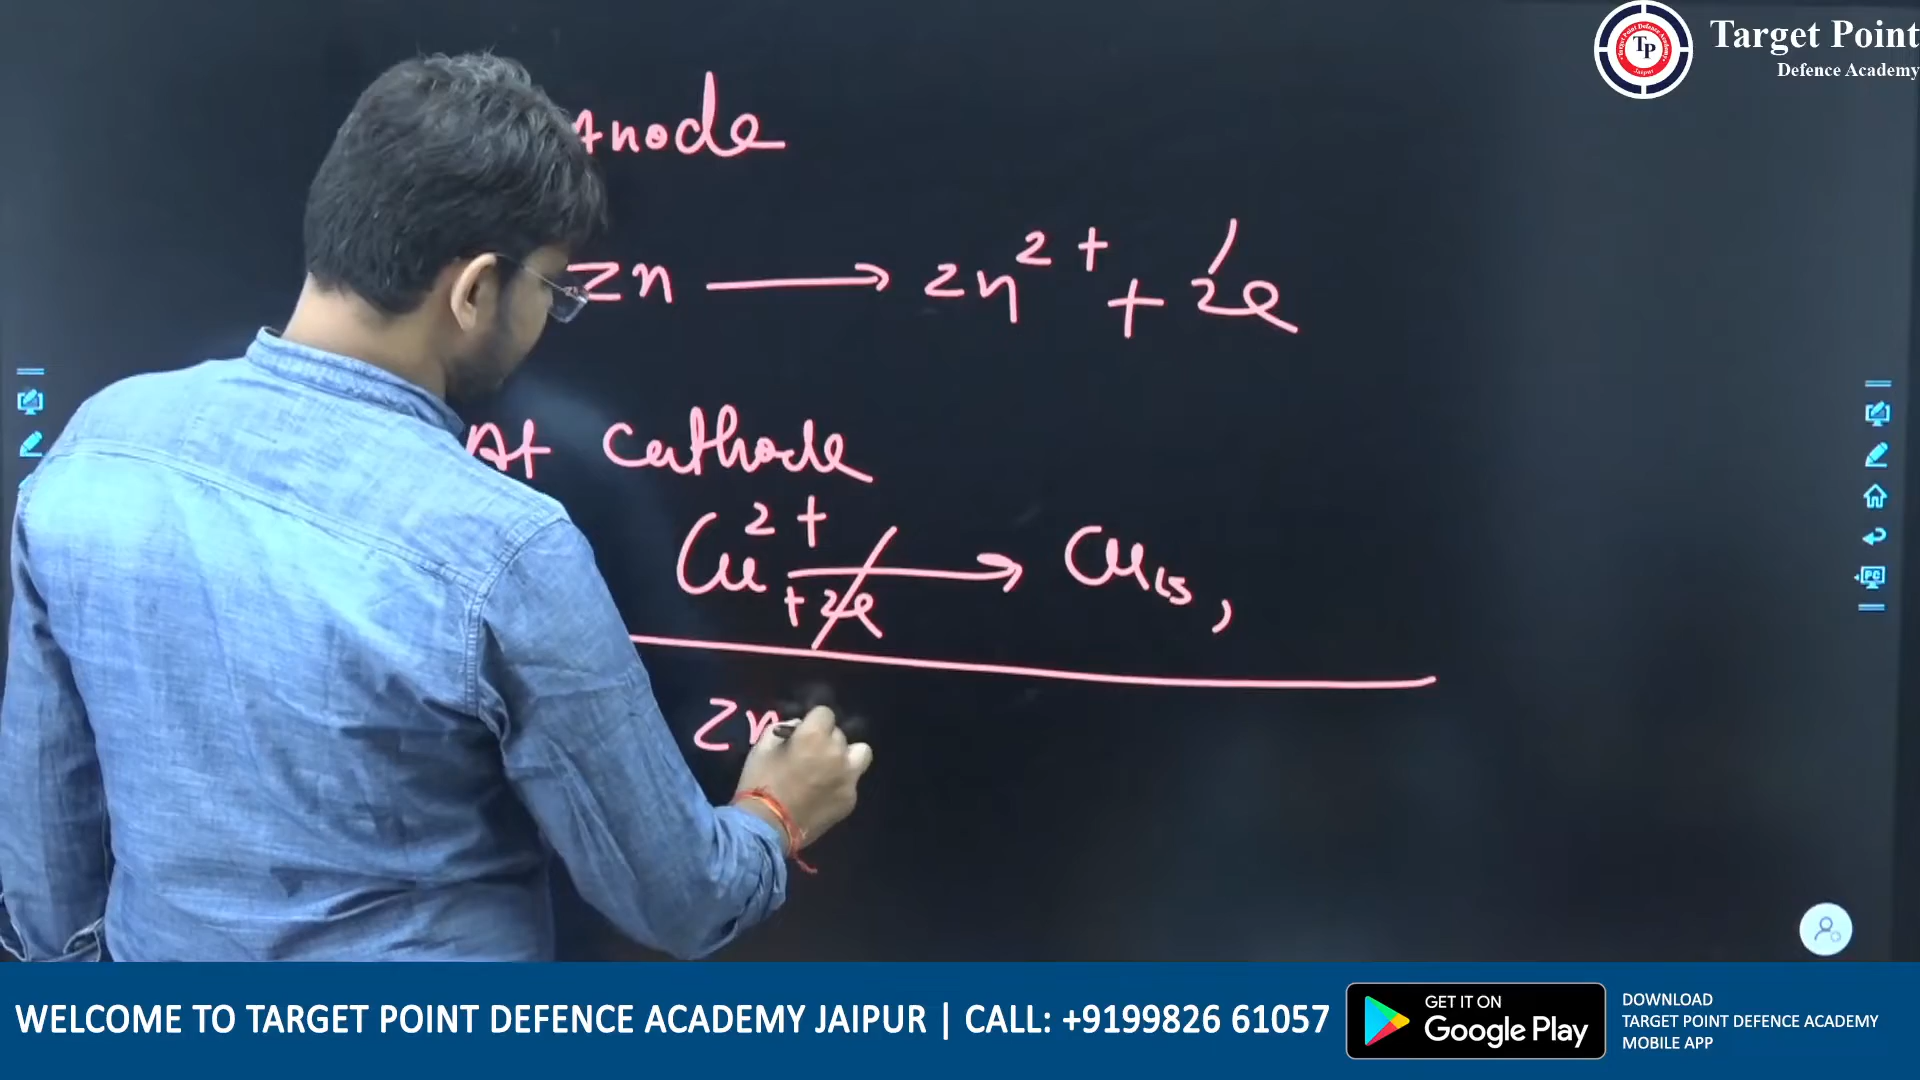 Target Point
Defence Academy
TP
Anode
Zn → Zn²⁺ + 2e
At Cathode
Cu²⁺ + 2e → Cu(s),
Zn
WELCOME TO TARGET POINT DEFENCE ACADEMY JAIPUR | CALL: +9199826 61057
GET IT ON
Google Play
DOWNLOAD
TARGET POINT DEFENCE ACADEMY
MOBILE APP